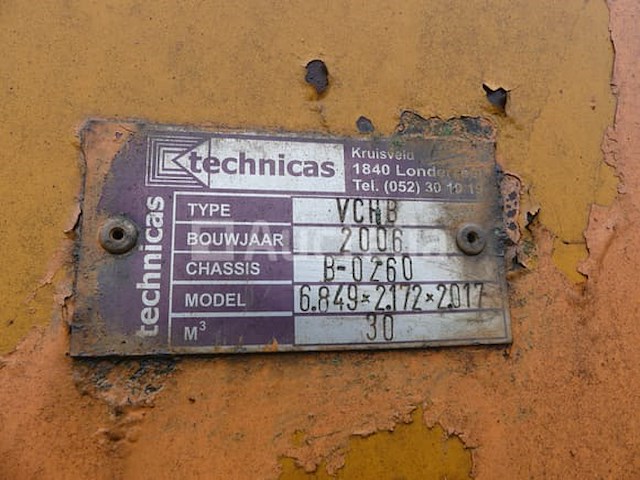 technicas
Kruisveld
1840 Londerzeel
Tel. (052) 30 10 19
technicas
TYPE VCHB
BOUWJAAR 2006
CHASSIS B-0260
MODEL 6.849×2.172×2.017
M³ 30